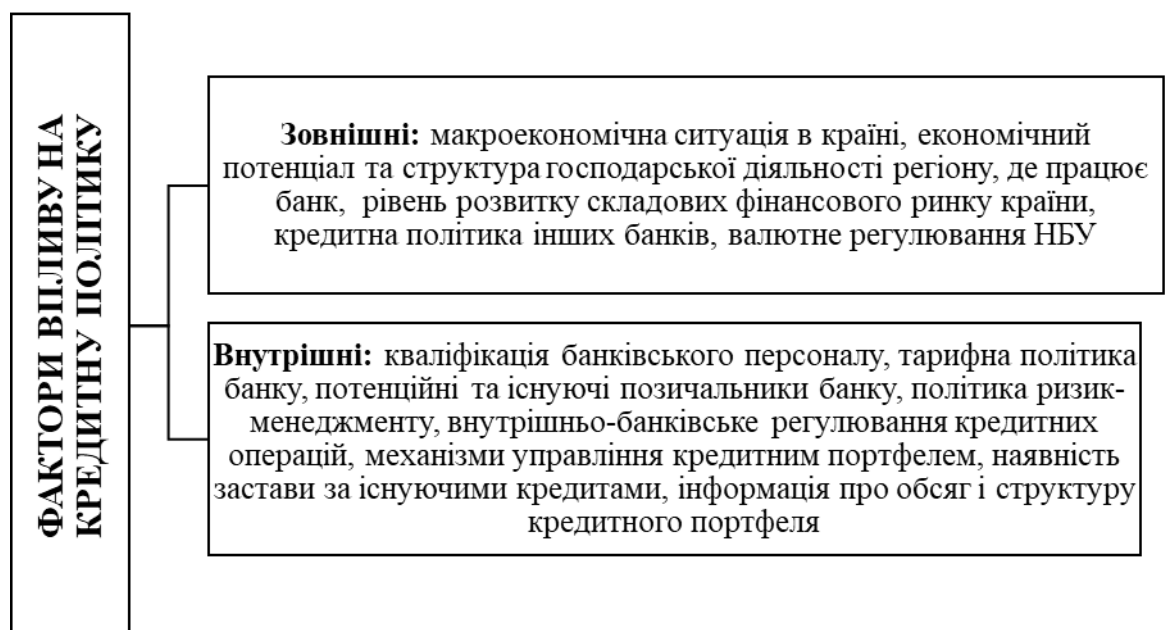 ФАКТОРИ ВПЛИВУ НА
КРЕДИТНУ ПОЛІТИКУ
Зовнішні: макроекономічна ситуація в країні, економічний
потенціал та структура господарської діяльності регіону, де працює
банк, рівень розвитку складових фінансового ринку країни,
кредитна політика інших банків, валютне регулювання НБУ
Внутрішні: кваліфікація банківського персоналу, тарифна політика
банку, потенційні та існуючі позичальники банку, політика ризик-
менеджменту, внутрішньо-банківське регулювання кредитних
операцій, механізми управління кредитним портфелем, наявність
застави за існуючими кредитами, інформація про обсяг і структуру
кредитного портфеля